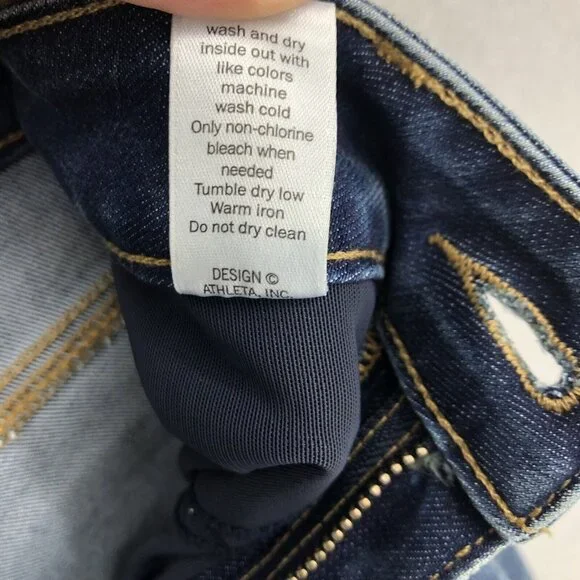 wash and dry
inside out with
like colors
machine
wash cold
Only non-chlorine
bleach when
needed
Tumble dry low
Warm iron
Do not dry clean
DESIGN ©
ATHLETA, INC.